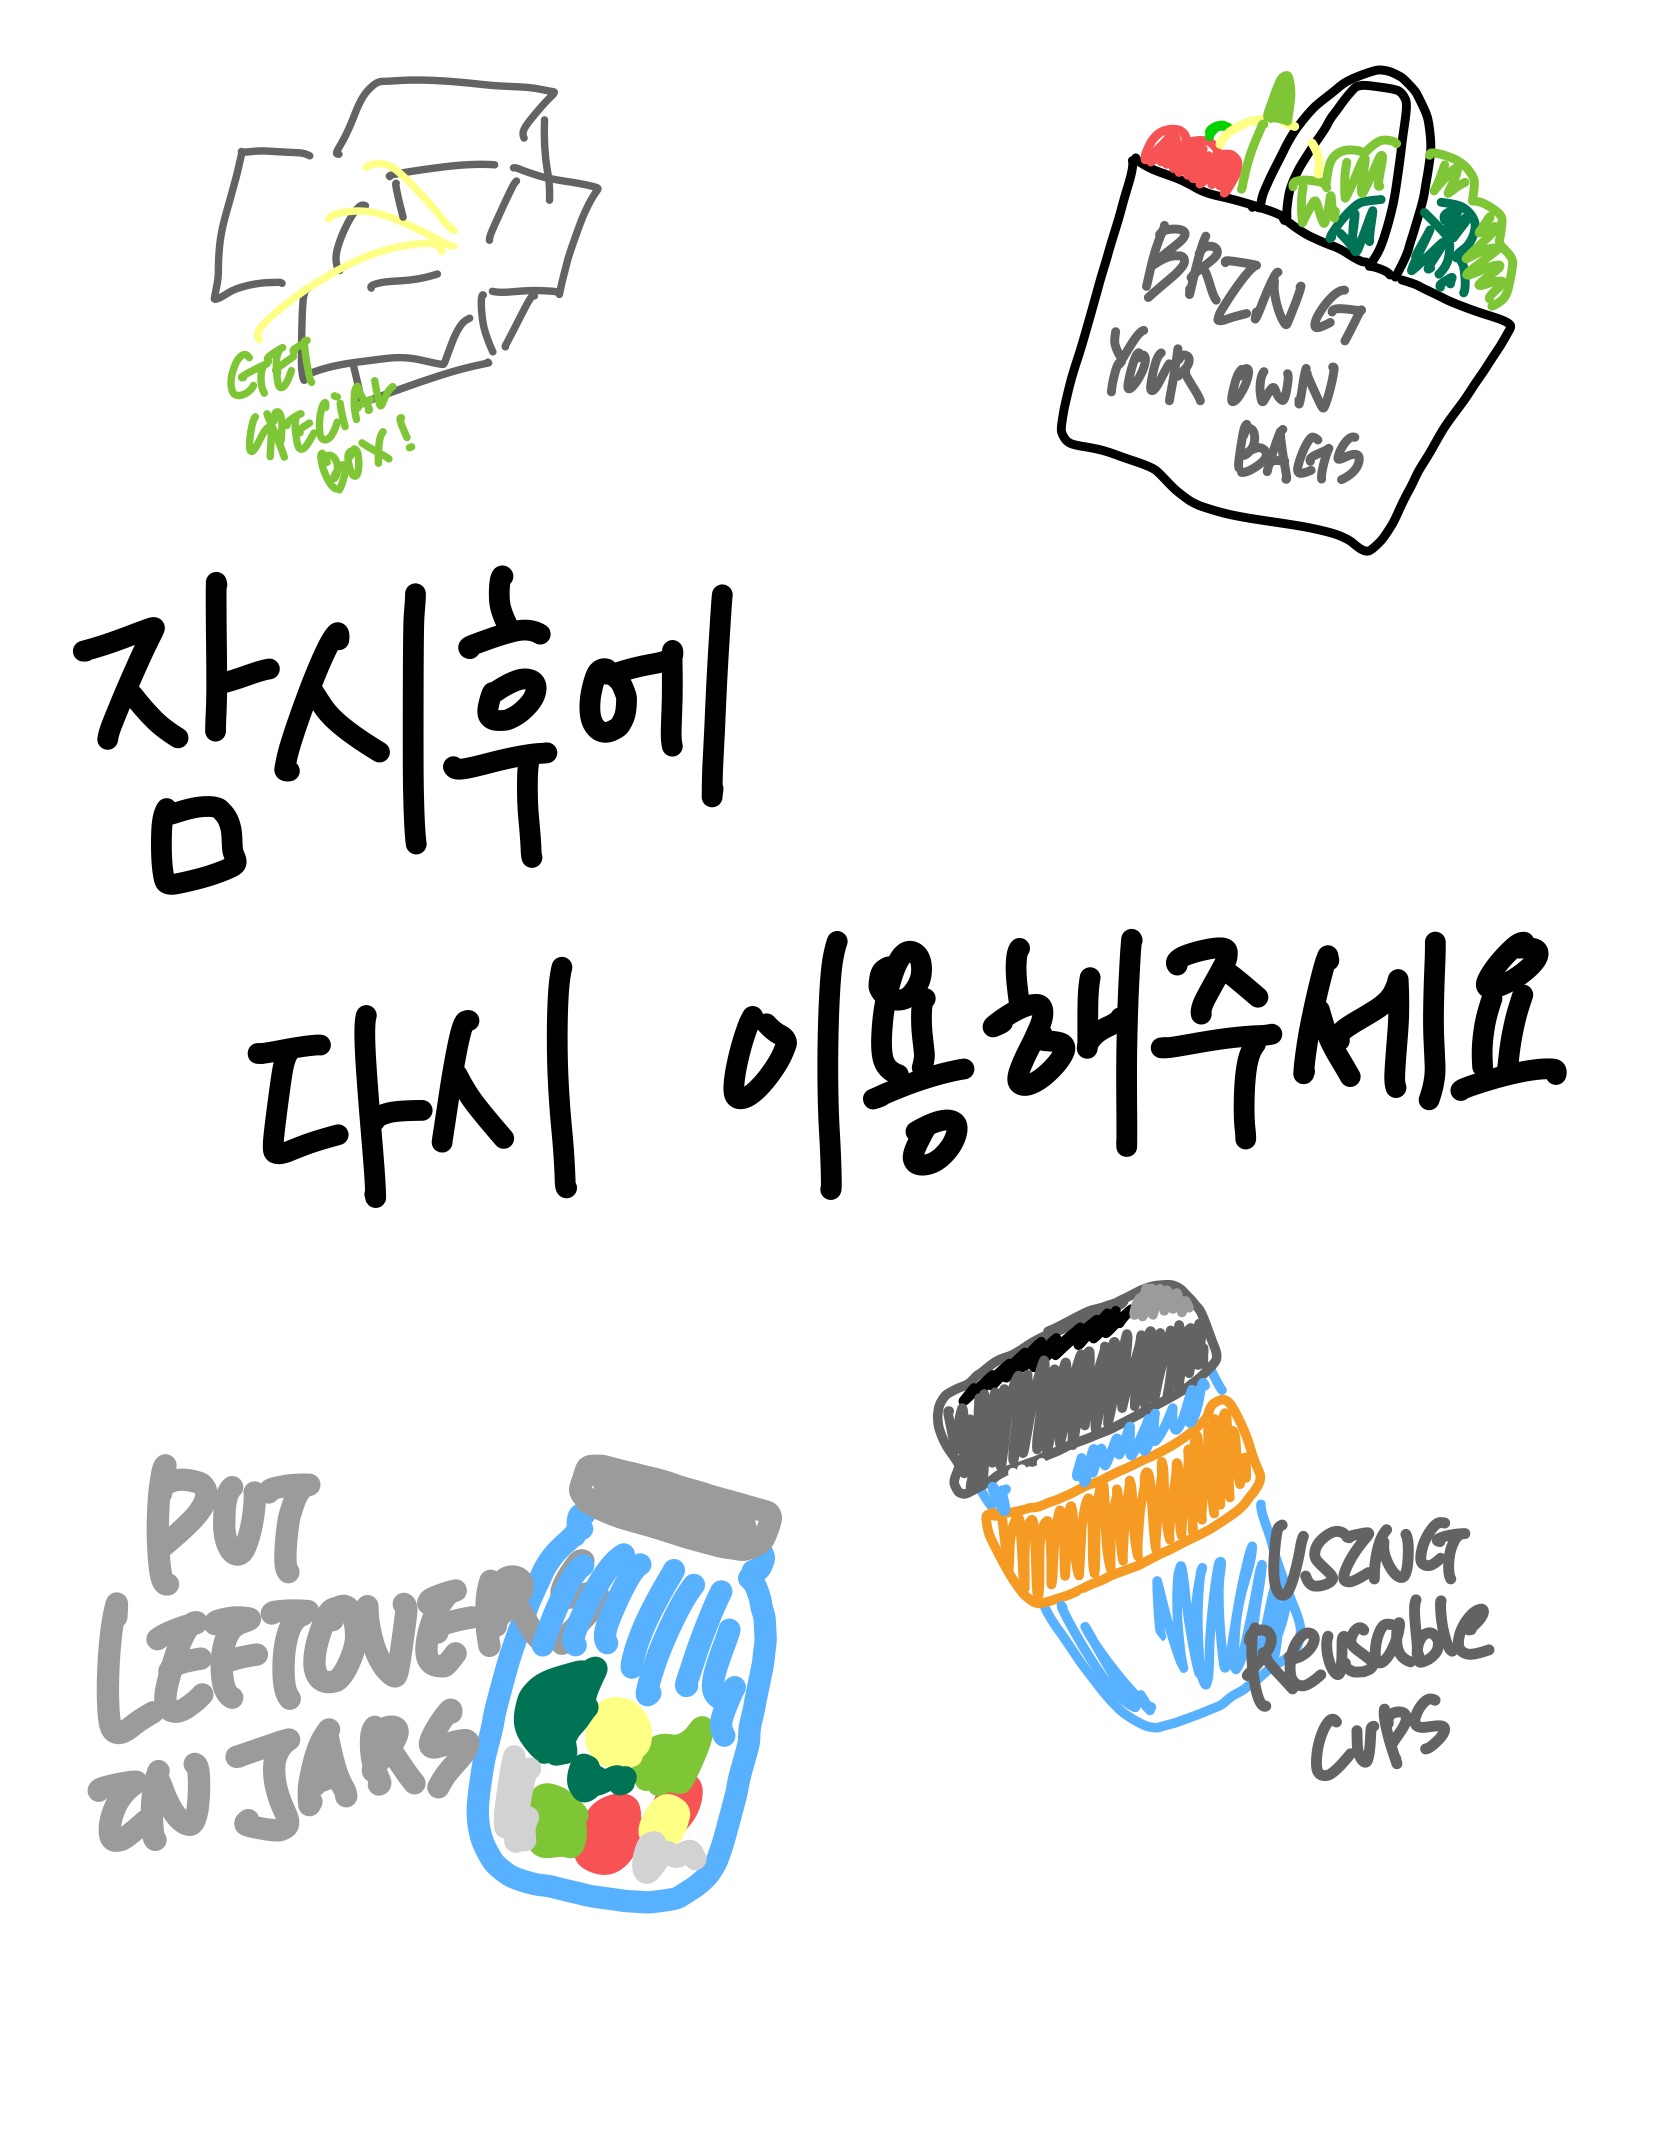 GET
SPECiAL
BOX!
BRING
YOUR OWN
BAGS
잠시후에
다시 이용해주세요
PUT
LEFTOVER
IN JARS
USING
Reusable
CUPS